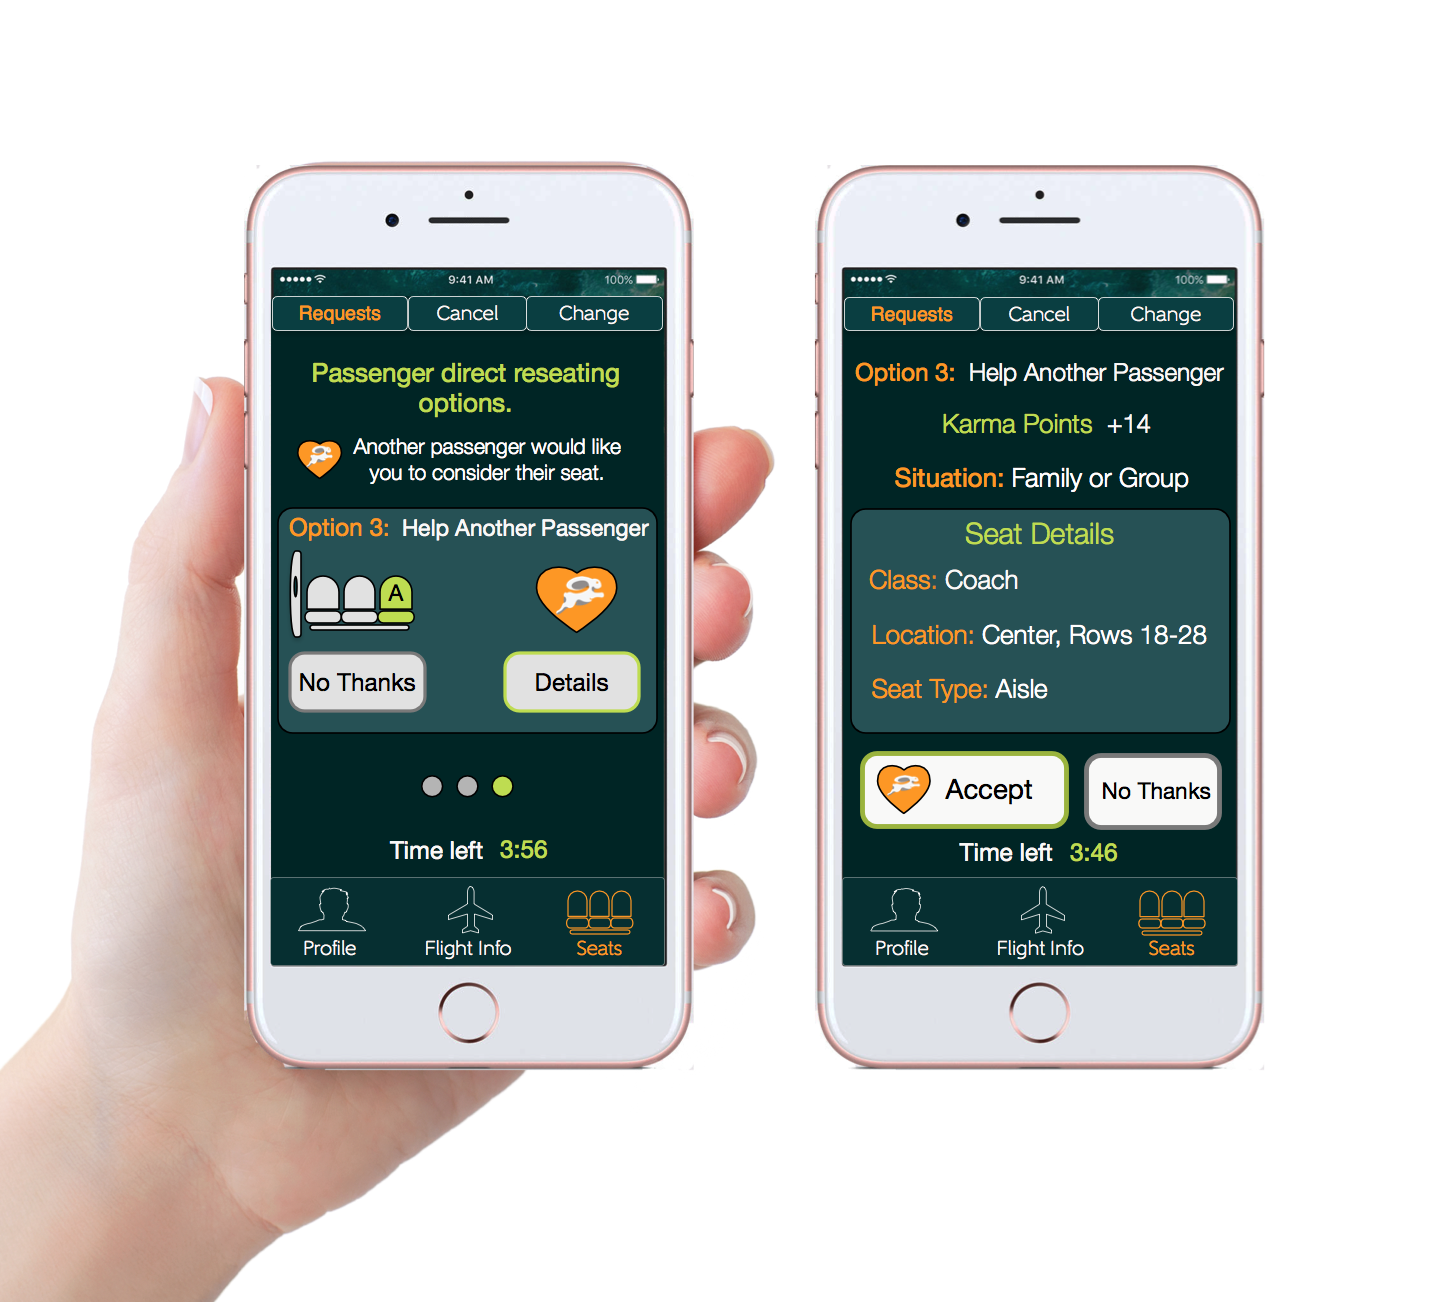 9:41 AM
100%
Requests
Cancel
Change
Passenger direct reseating
options.
Another passenger would like
you to consider their seat.
Option 3: Help Another Passenger
A
No Thanks
Details
Time left 3:56
Profile
Flight Info
Seats
9:41 AM
100%
Requests
Cancel
Change
Option 3: Help Another Passenger
Karma Points +14
Situation: Family or Group
Seat Details
Class: Coach
Location: Center, Rows 18-28
Seat Type: Aisle
Accept
No Thanks
Time left 3:46
Profile
Flight Info
Seats